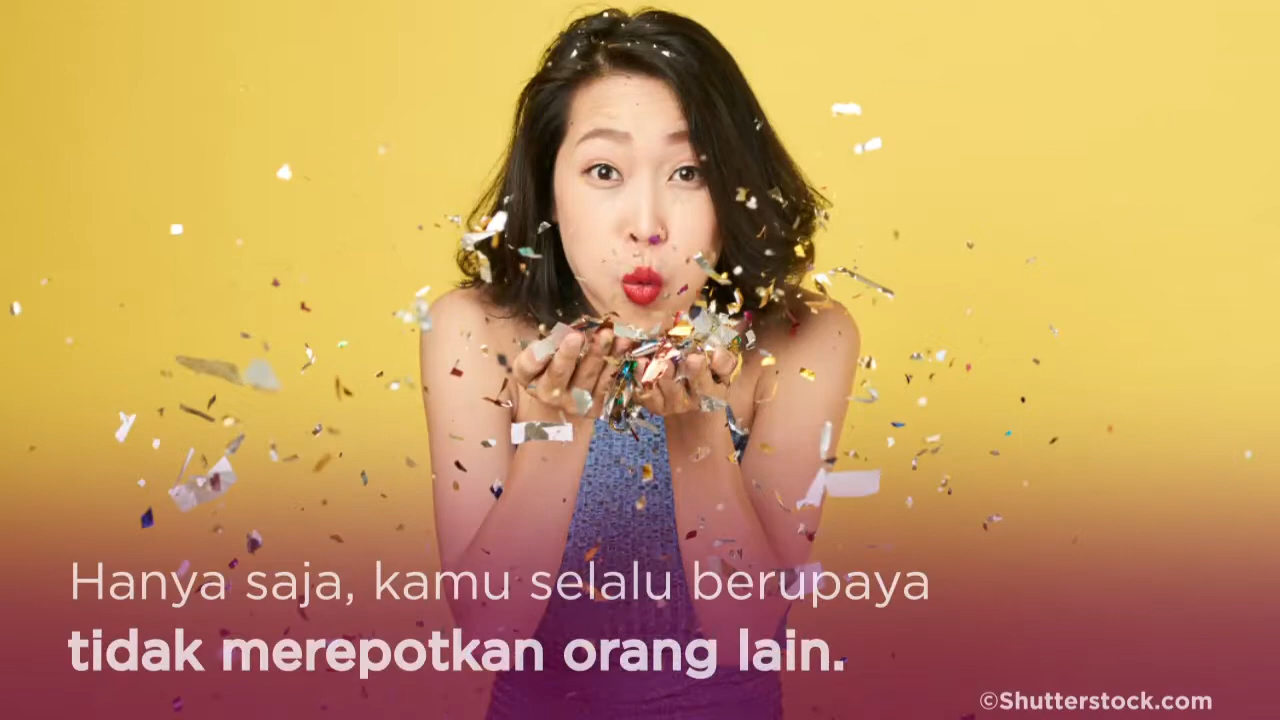 Hanya saja, kamu selalu berupaya
tidak merepotkan orang lain.
©Shutterstock.com